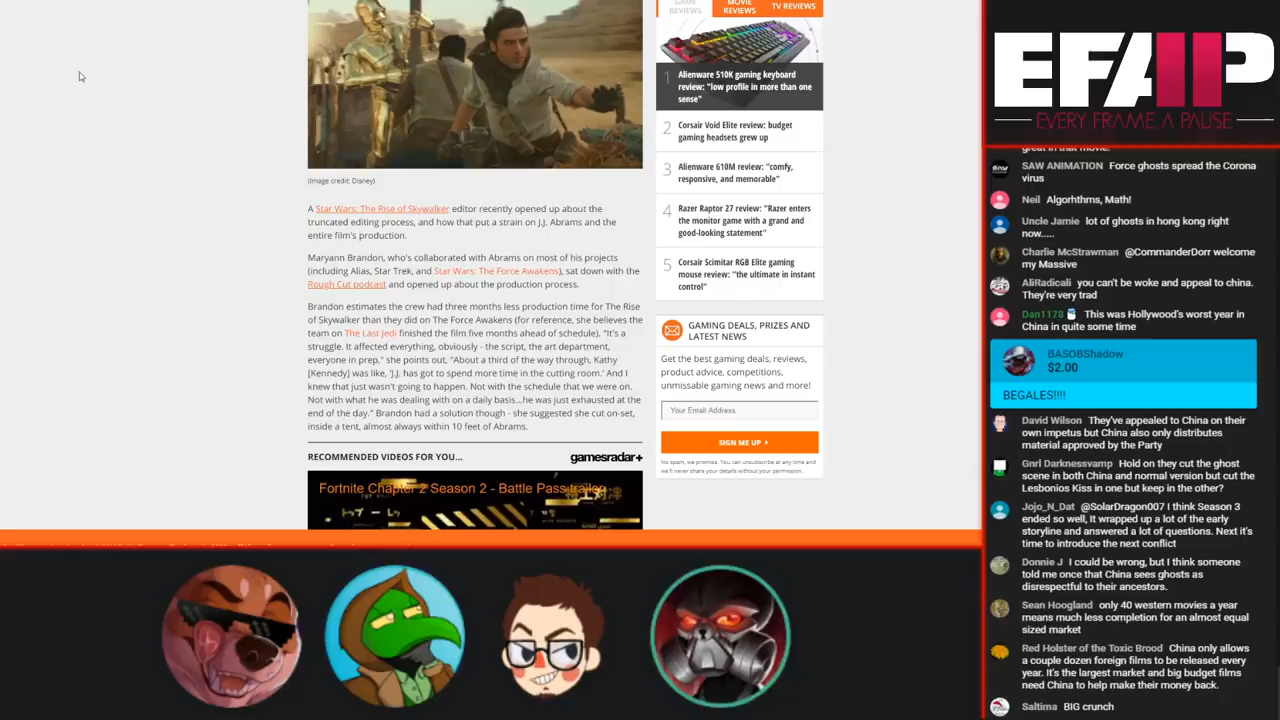 GAME REVIEWS
MOVIE REVIEWS
TV REVIEWS
1 Alienware 510K gaming keyboard
review: "low profile in more than one
sense"
2 Corsair Void Elite review: budget
gaming headsets grew up
3 Alienware 610M review: "comfy,
responsive, and memorable"
4 Razer Raptor 27 review: "Razer enters
the monitor game with a grand and
good-looking statement"
5 Corsair Scimitar RGB Elite gaming
mouse review: "the ultimate in instant
control"
(Image credit: Disney)
A Star Wars: The Rise of Skywalker editor recently opened up about the
truncated editing process, and how that put a strain on J.J. Abrams and the
entire film's production.
Maryann Brandon, who's collaborated with Abrams on most of his projects
(including Alias, Star Trek, and Star Wars: The Force Awakens), sat down with the
Rough Cut podcast and opened up about the production process.
Brandon estimates the crew had three months less production time for The Rise
of Skywalker than they did on The Force Awakens (for reference, she believes the
team on The Last Jedi finished the film five months ahead of schedule). "It's a
struggle. It affected everything, obviously - the script, the art department,
everyone in prep," she points out, "About a third of the way through, Kathy
[Kennedy] was like, 'J.J. has got to spend more time in the cutting room.' And I
knew that just wasn't going to happen. Not with the schedule that we were on.
Not with what he was dealing with on a daily basis...he was just exhausted at the
end of the day." Brandon had a solution though - she suggested she cut on-set,
inside a tent, almost always within 10 feet of Abrams.
RECOMMENDED VIDEOS FOR YOU...
gamesradar+
Fortnite Chapter 2 Season 2 - Battle Pass trailer
GAMING DEALS, PRIZES AND
LATEST NEWS
Get the best gaming deals, reviews,
product advice, competitions,
unmissable gaming news and more!
Your Email Address
SIGN ME UP
No spam, we promise. You can unsubscribe at any time and
we'll never share your details without your permission.
EFAP
EVERY FRAME A PAUSE
great in that movie.
SAW ANIMATION Force ghosts spread the Corona
virus
Neil Algorhthms, Math!
Uncle Jamie lot of ghosts in hong kong right
now.....
Charlie McStrawman @CommanderDorr welcome
my Massive
AliRadicali you can't be woke and appeal to china.
They're very trad
Dan1178 This was Hollywood's worst year in
China in quite some time
BASOBShadow
$2.00
BEGALES!!!!
David Wilson They've appealed to China on their
own impetus but China also only distributes
material approved by the Party
Gnrl Darknessvamp Hold on they cut the ghost
scene in both China and normal version but cut the
Lesbonios Kiss in one but keep in the other?
Jojo_N_Dat @SolarDragon007 I think Season 3
ended so well, It wrapped up a lot of the early
storyline and answered a lot of questions. Next it's
time to introduce the next conflict
Donnie J I could be wrong, but I think someone
told me once that China sees ghosts as
disrespectful to their ancestors.
Sean Hoogland only 40 western movies a year
means much less completion for an almost equal
sized market
Red Holster of the Toxic Brood China only allows
a couple dozen foreign films to be released every
year. It's the largest market and big budget films
need China to help make their money back.
Saltima BIG crunch